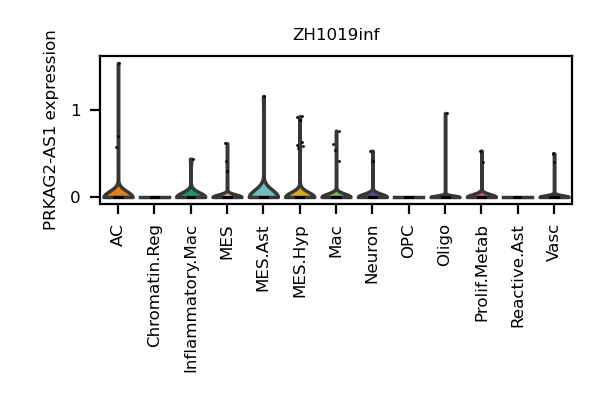 ZH1019inf
PRKAG2-AS1 expression
1
0
AC
Chromatin.Reg
Inflammatory.Mac
MES
MES.Ast
MES.Hyp
Mac
Neuron
OPC
Oligo
Prolif.Metab
Reactive.Ast
Vasc